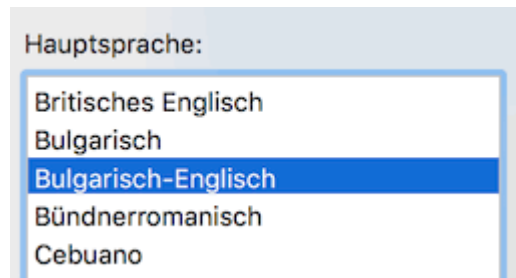 Hauptsprache:
Britisches Englisch
Bulgarisch
Bulgarisch-Englisch
Bündnerromanisch
Cebuano